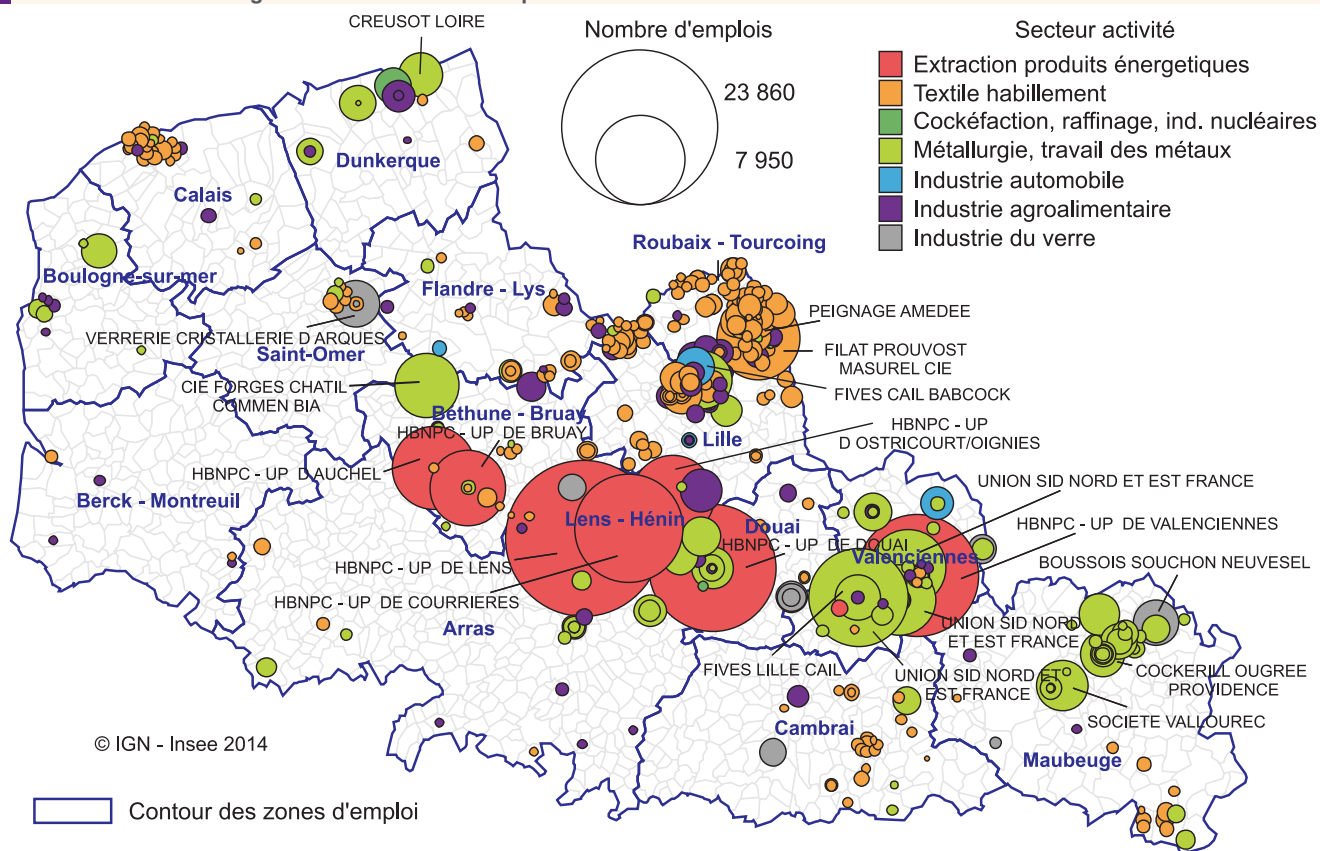 CREUSOT LOIRE
Nombre d'emplois
23 860
7 950
Secteur activité
Extraction produits énergetiques
Textile habillement
Cockéfaction, raffinage, ind. nucléaires
Métallurgie, travail des métaux
Industrie automobile
Industrie agroalimentaire
Industrie du verre
Dunkerque
Calais
Roubaix - Tourcoing
Boulogne-sur-mer
Flandre - Lys
PEIGNAGE AMEDEE
VERRERIE CRISTALLERIE D ARQUES
Saint-Omer
FILAT PROUVOST
MASUREL CIE
CIE FORGES CHATIL
COMMEN BIA
FIVES CAIL BABCOCK
Bethune - Bruay
HBNPC - UP DE BRUAY
HBNPC - UP
D OSTRICOURT/OIGNIES
Lille
HBNPC - UP D AUCHEL
Berck - Montreuil
UNION SID NORD ET EST FRANCE
Lens - Hénin
Douai
HBNPC - UP DE VALENCIENNES
HBNPC - UP DE DOUAI
Valenciennes
BOUSSOIS SOUCHON NEUVESEL
HBNPC - UP DE LENS
HBNPC - UP DE COURRIERES
Arras
UNION SID NORD
ET EST FRANCE
FIVES LILLE CAIL
UNION SID NORD ET
EST FRANCE
COCKERILL OUGREE
PROVIDENCE
SOCIETE VALLOUREC
Cambrai
Maubeuge
© IGN - Insee 2014
Contour des zones d'emploi